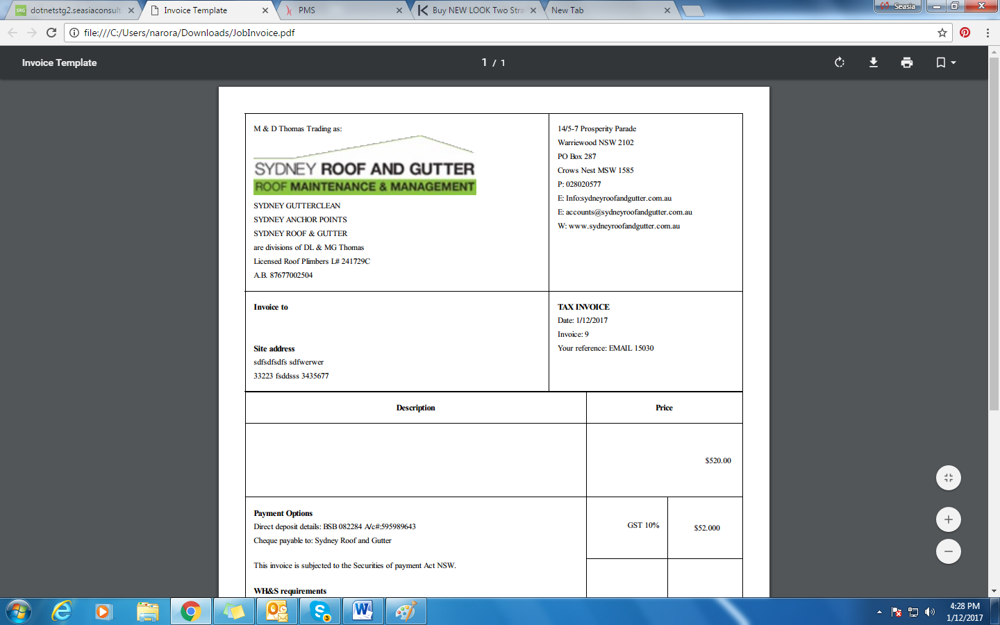 SRG dotnetstg2.seasiaconsult
Invoice Template
PMS
Buy NEW LOOK Two Stra
New Tab
Seasia
file:///C:/Users/narora/Downloads/JobInvoice.pdf
Invoice Template
1 / 1
M & D Thomas Trading as:
SYDNEY ROOF AND GUTTER
ROOF MAINTENANCE & MANAGEMENT
SYDNEY GUTTERCLEAN
SYDNEY ANCHOR POINTS
SYDNEY ROOF & GUTTER
are divisions of DL & MG Thomas
Licensed Roof Plimbers L# 241729C
A.B. 87677002504
14/5-7 Prosperity Parade
Warriewood NSW 2102
PO Box 287
Crows Nest MSW 1585
P: 028020577
E: Info:sydneyroofandgutter.com.au
E: accounts@sydneyroofandgutter.com.au
W: www.sydneyroofandgutter.com.au
Invoice to
Site address
sdfsdfsdfs sdfwerwer
33223 fsddsss 3435677
TAX INVOICE
Date: 1/12/2017
Invoice: 9
Your reference: EMAIL 15030
Description
Price
$520.00
Payment Options
Direct deposit details: BSB 082284 A/c#:595989643
Cheque payable to: Sydney Roof and Gutter
This invoice is subjected to the Securities of payment Act NSW.
WH&S requirements
GST 10%
$52.000
3
4:28 PM
1/12/2017